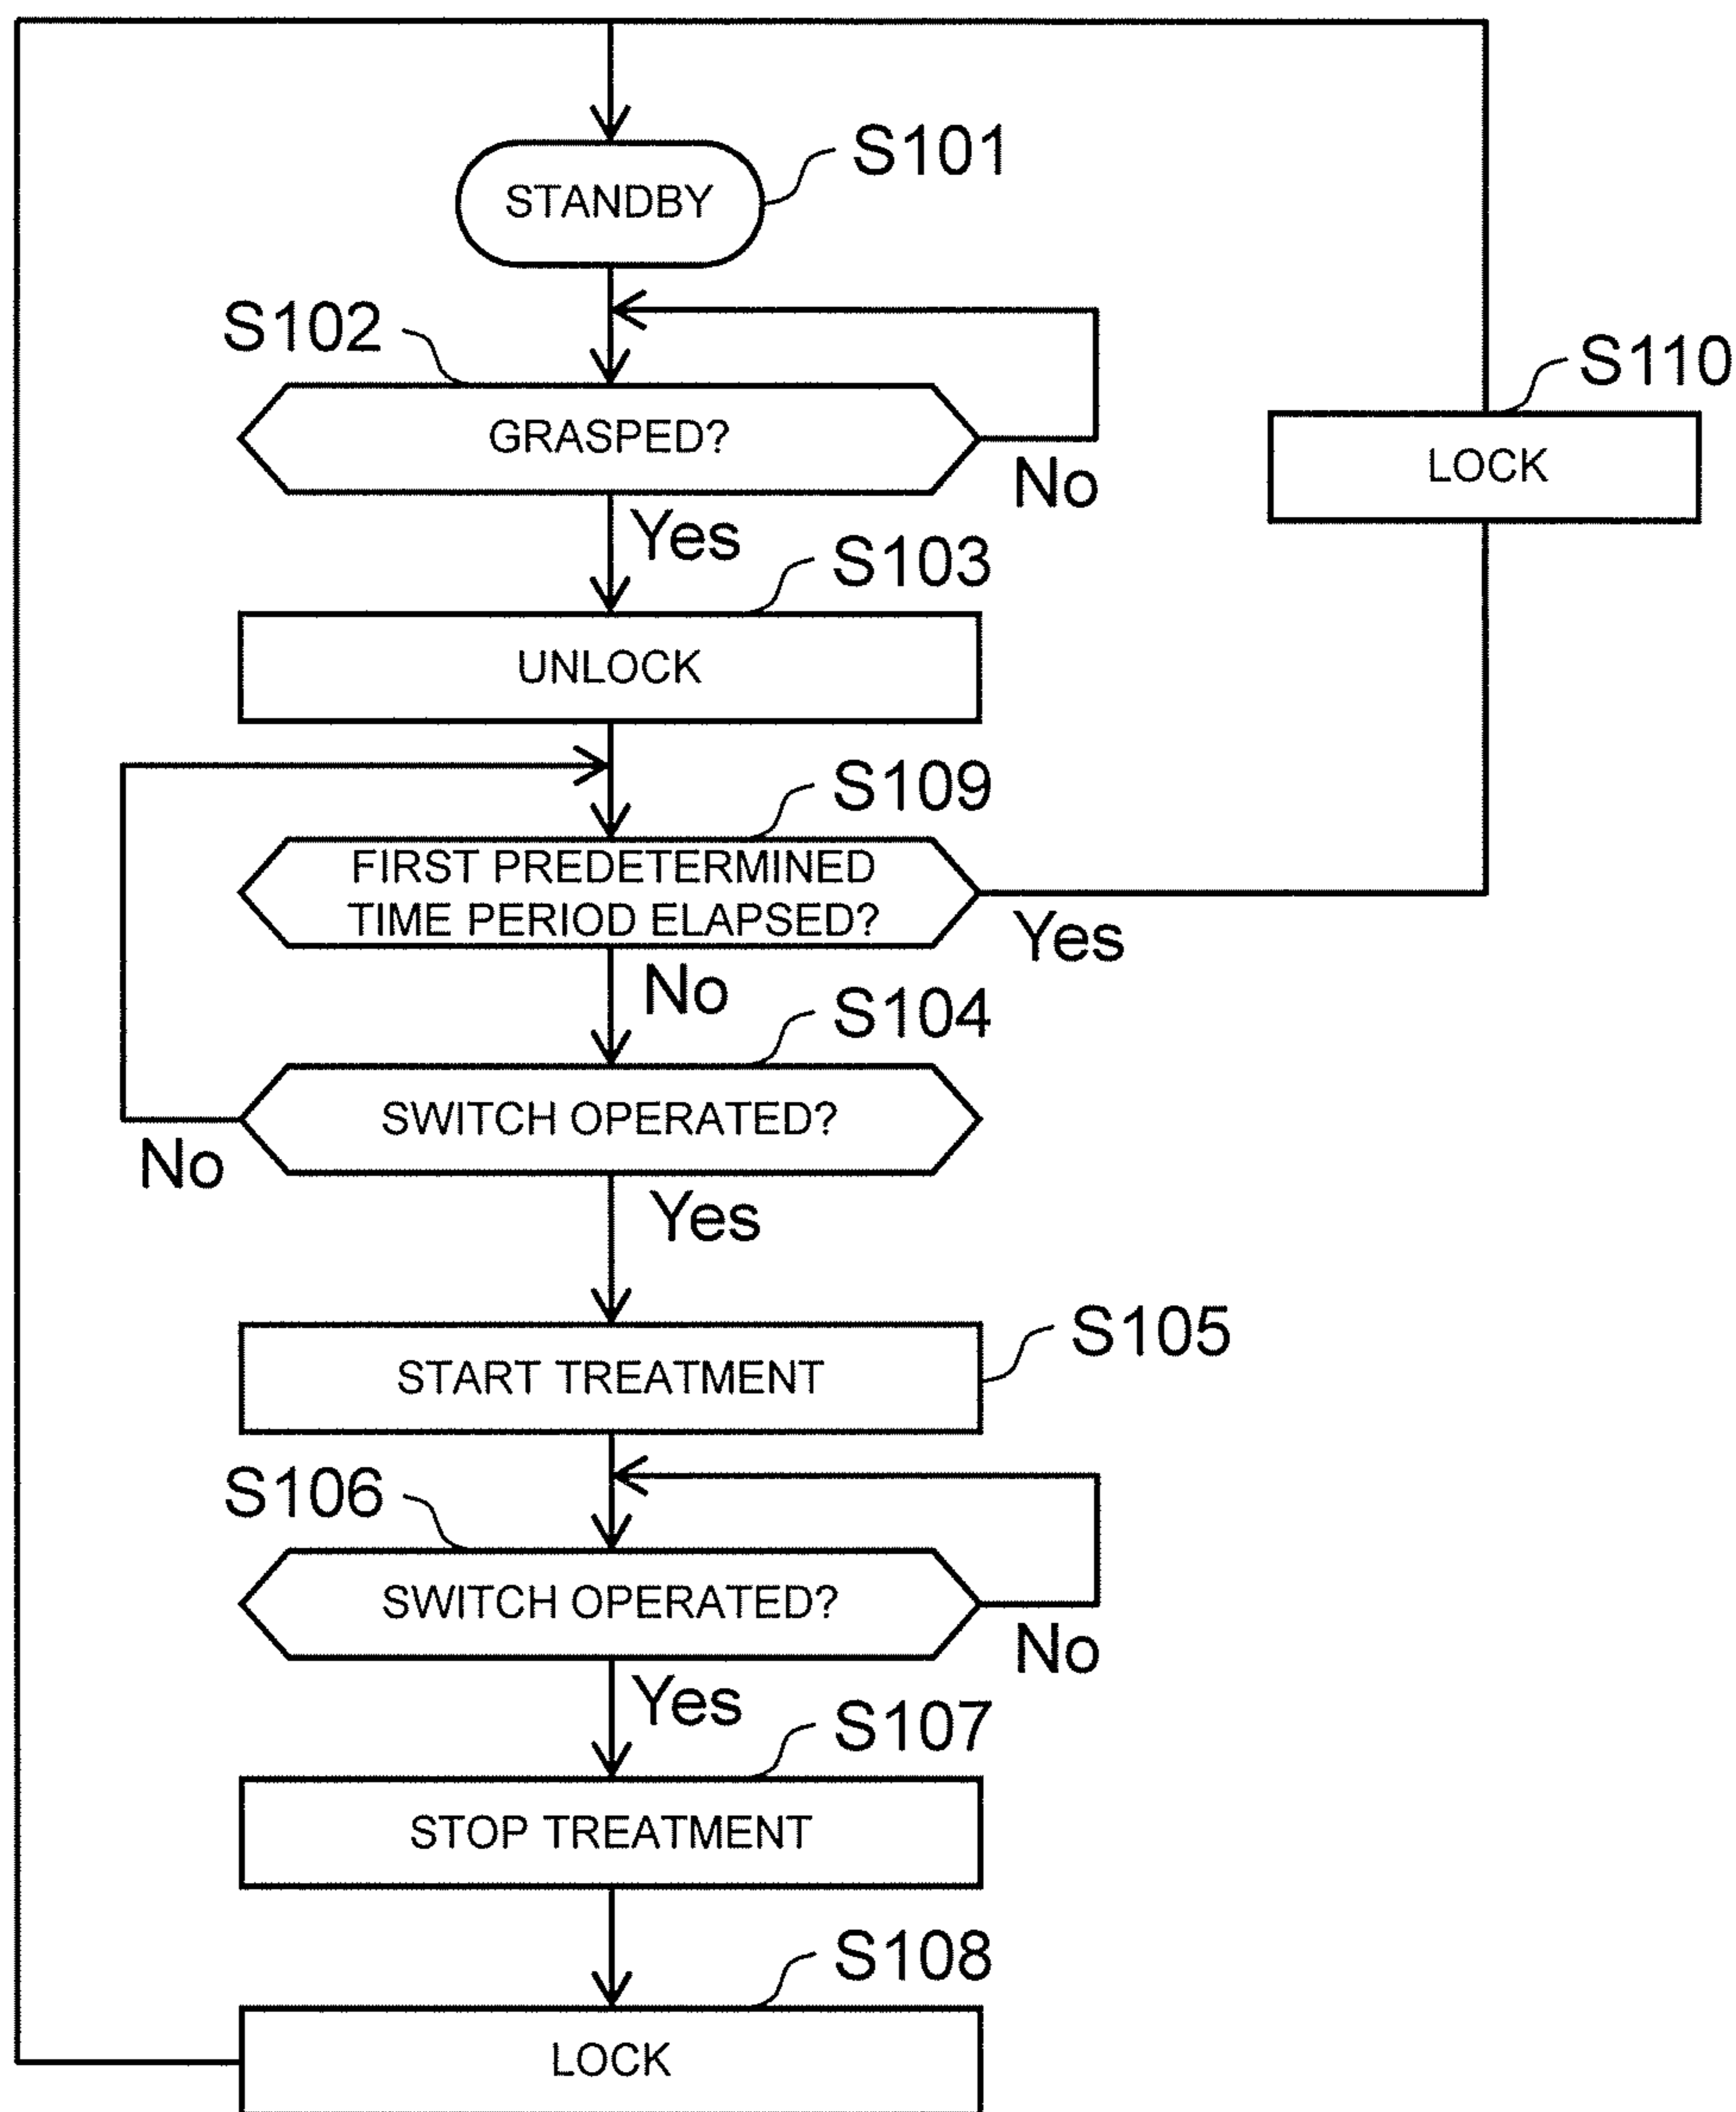 S101
STANDBY
S102
GRASPED?
No
S110
LOCK
Yes
S103
UNLOCK
S109
FIRST PREDETERMINED
TIME PERIOD ELAPSED?
Yes
No
S104
SWITCH OPERATED?
No
Yes
START TREATMENT
S105
S106
SWITCH OPERATED?
No
Yes
S107
STOP TREATMENT
S108
LOCK